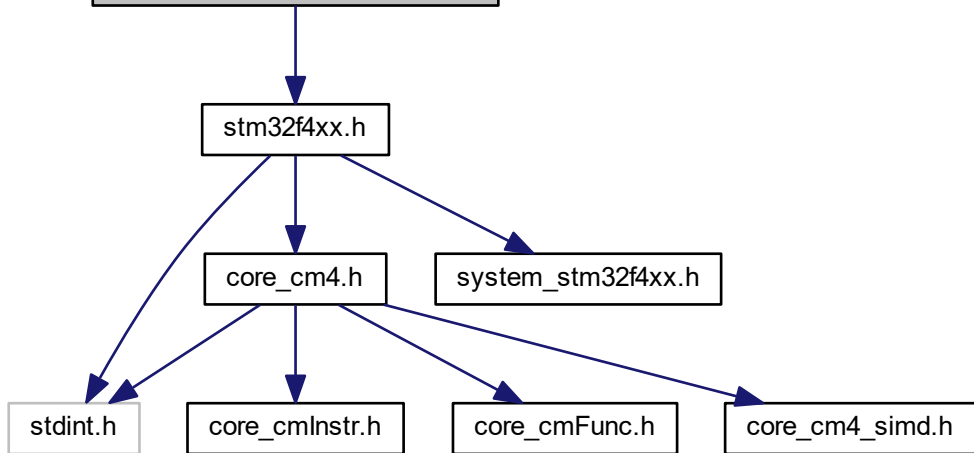 stm32f4xx.h
core_cm4.h
system_stm32f4xx.h
stdint.h
core_cmInstr.h
core_cmFunc.h
core_cm4_simd.h